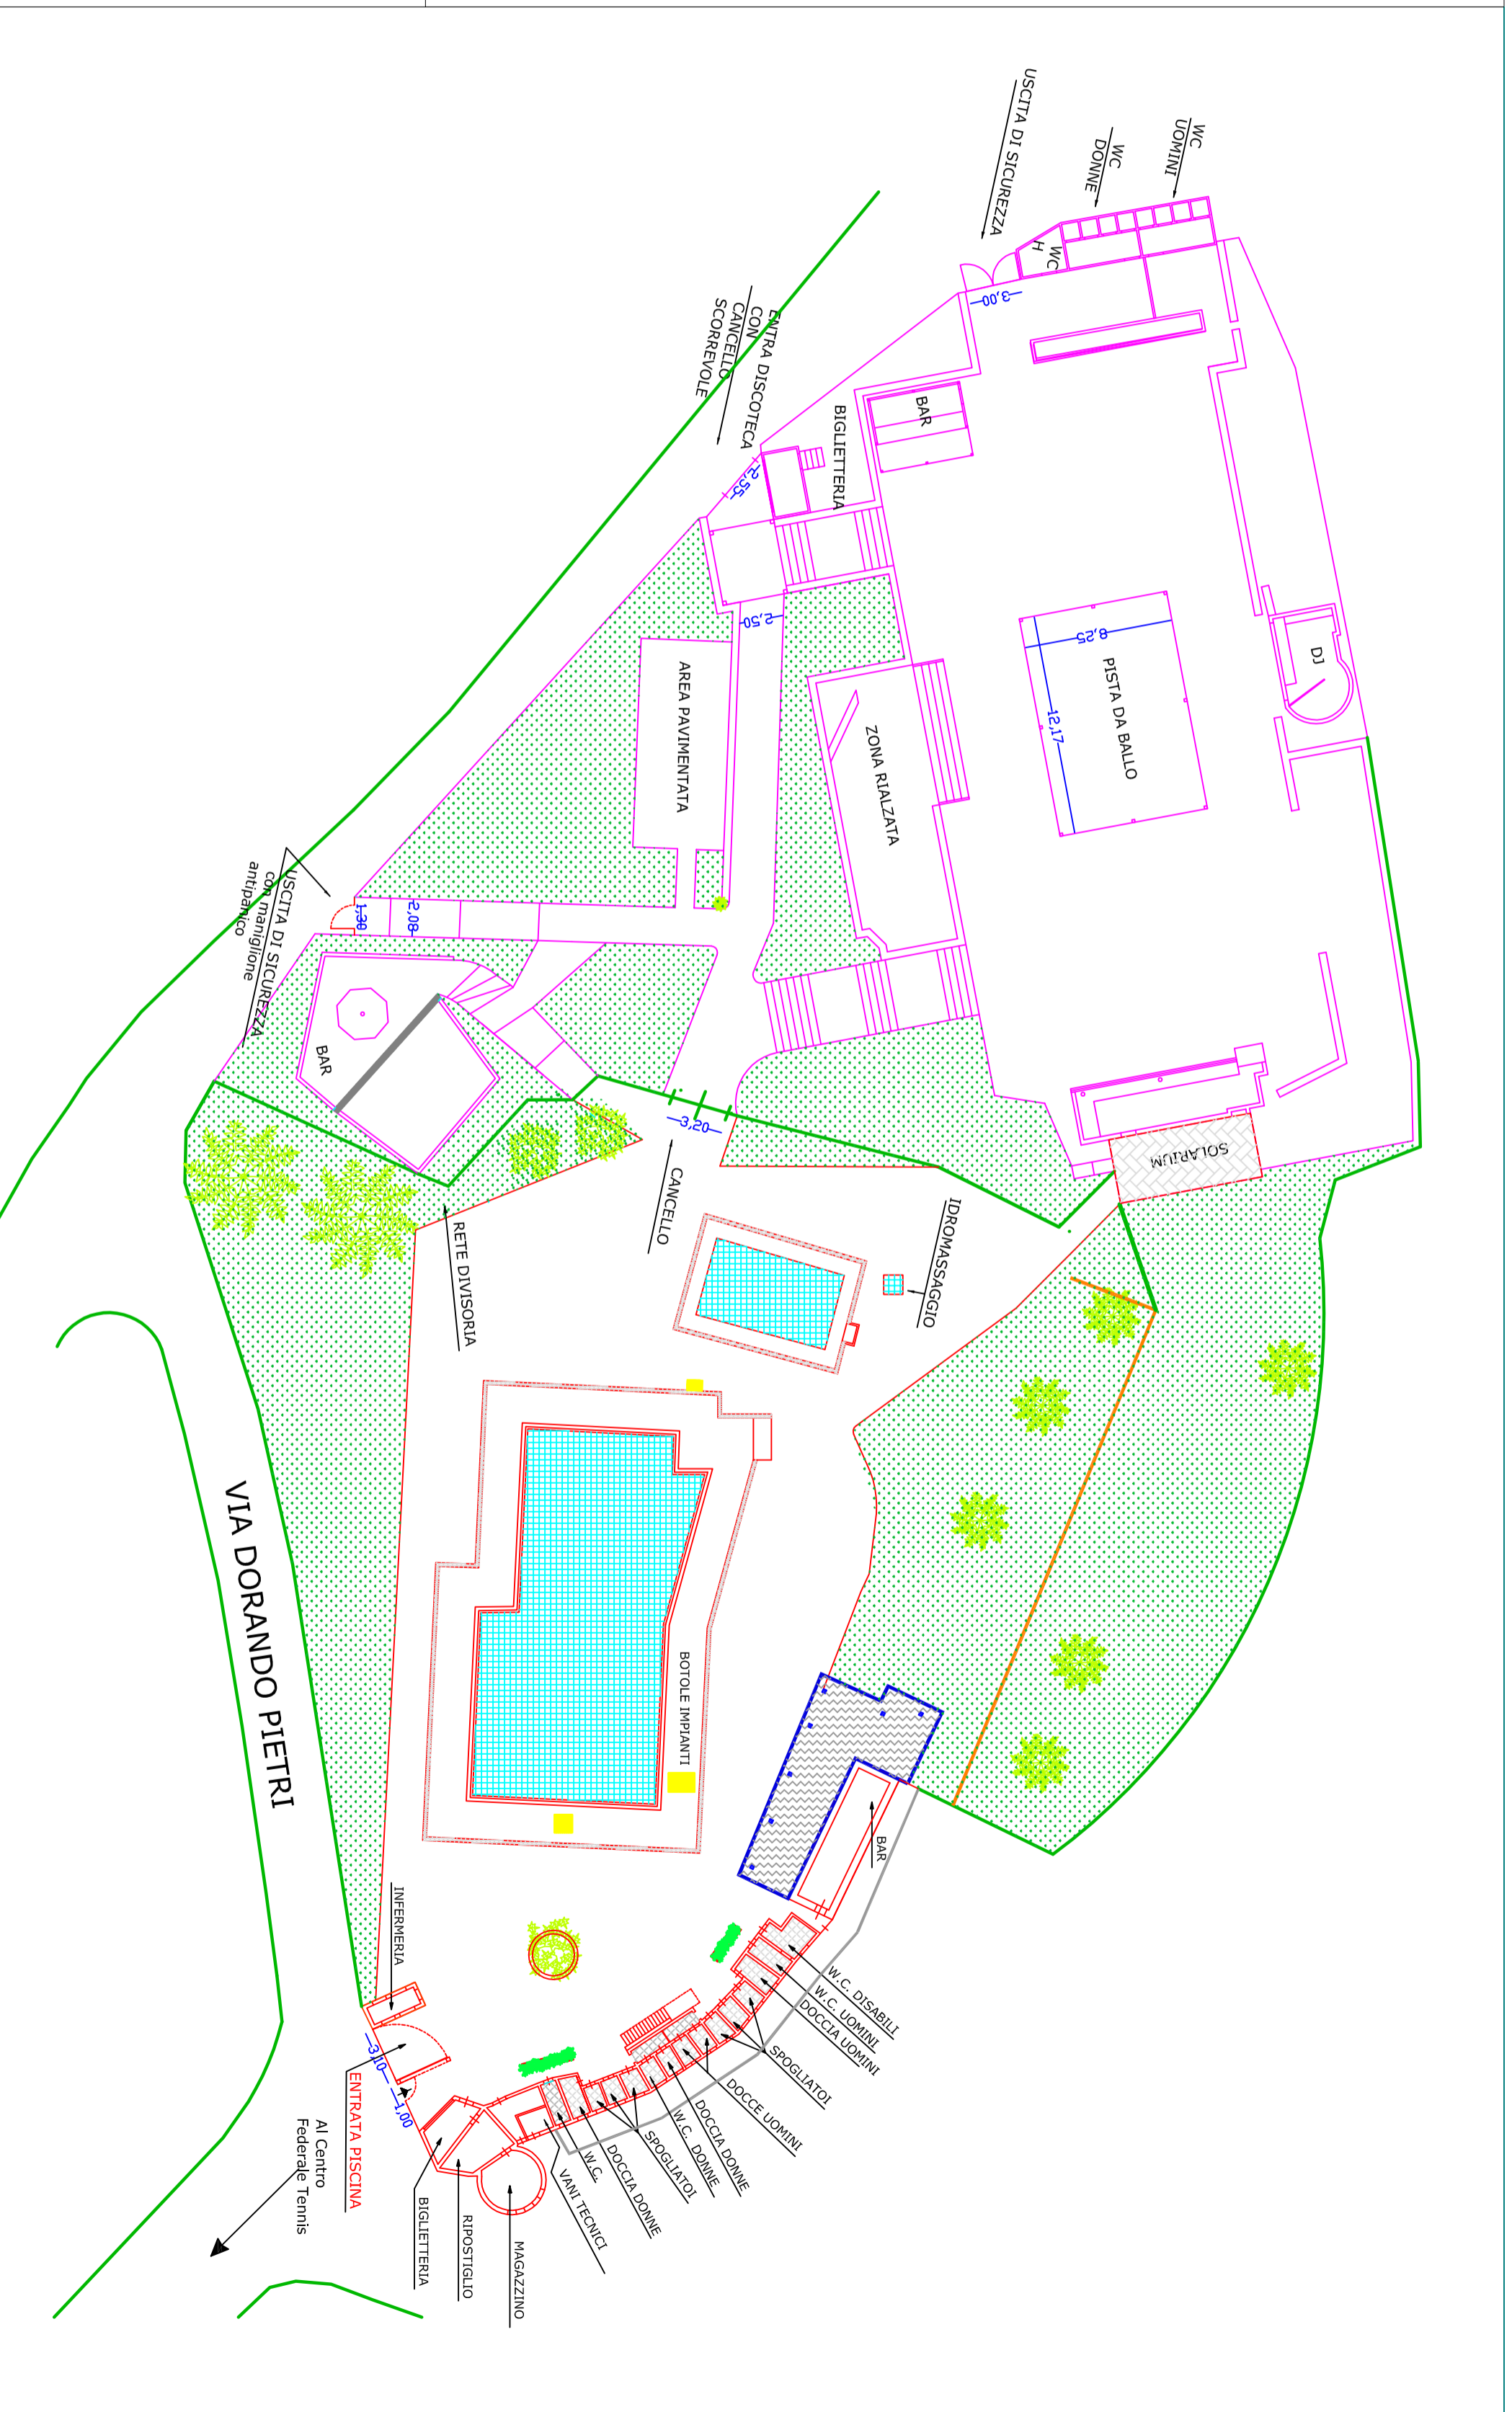 USCITA DI SICUREZZA
WC
UOMINI
WC
DONNE
WC
H
3,00
ENTRA DISCOTECA
CON
CANCELLO
SCORREVOLE
BIGLIETTERIA
BAR
2,55
2,50
DJ
8,25
12,17
PISTA DA BALLO
ZONA RIALZATA
AREA PAVIMENTATA
USCITA DI SICUREZZA
con maniglione
antipanico
1,30
2,08
BAR
SOLARIUM
3,20
CANCELLO
RETE DIVISORIA
IDROMASSAGGIO
VIA DORANDO PIETRI
BOTOLE IMPIANTI
BAR
INFERMERIA
W.C. DISABILI
W.C. UOMINI
DOCCIA UOMINI
SPOGLIATOI
DOCCE UOMINI
DOCCIA DONNE
W.C. DONNE
SPOGLIATOI
DOCCIA DONNE
W.C.
VANI TECNICI
3,10
1,00
ENTRATA PISCINA
Al Centro
Federale Tennis
BIGLIETTERIA
RIPOSTIGLIO
MAGAZZINO